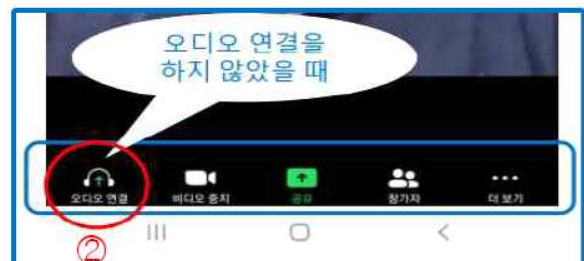 오디오 연결을
하지 않았을 때
오디오 연결 비디오 중지 공유 참가자 더 보기
②